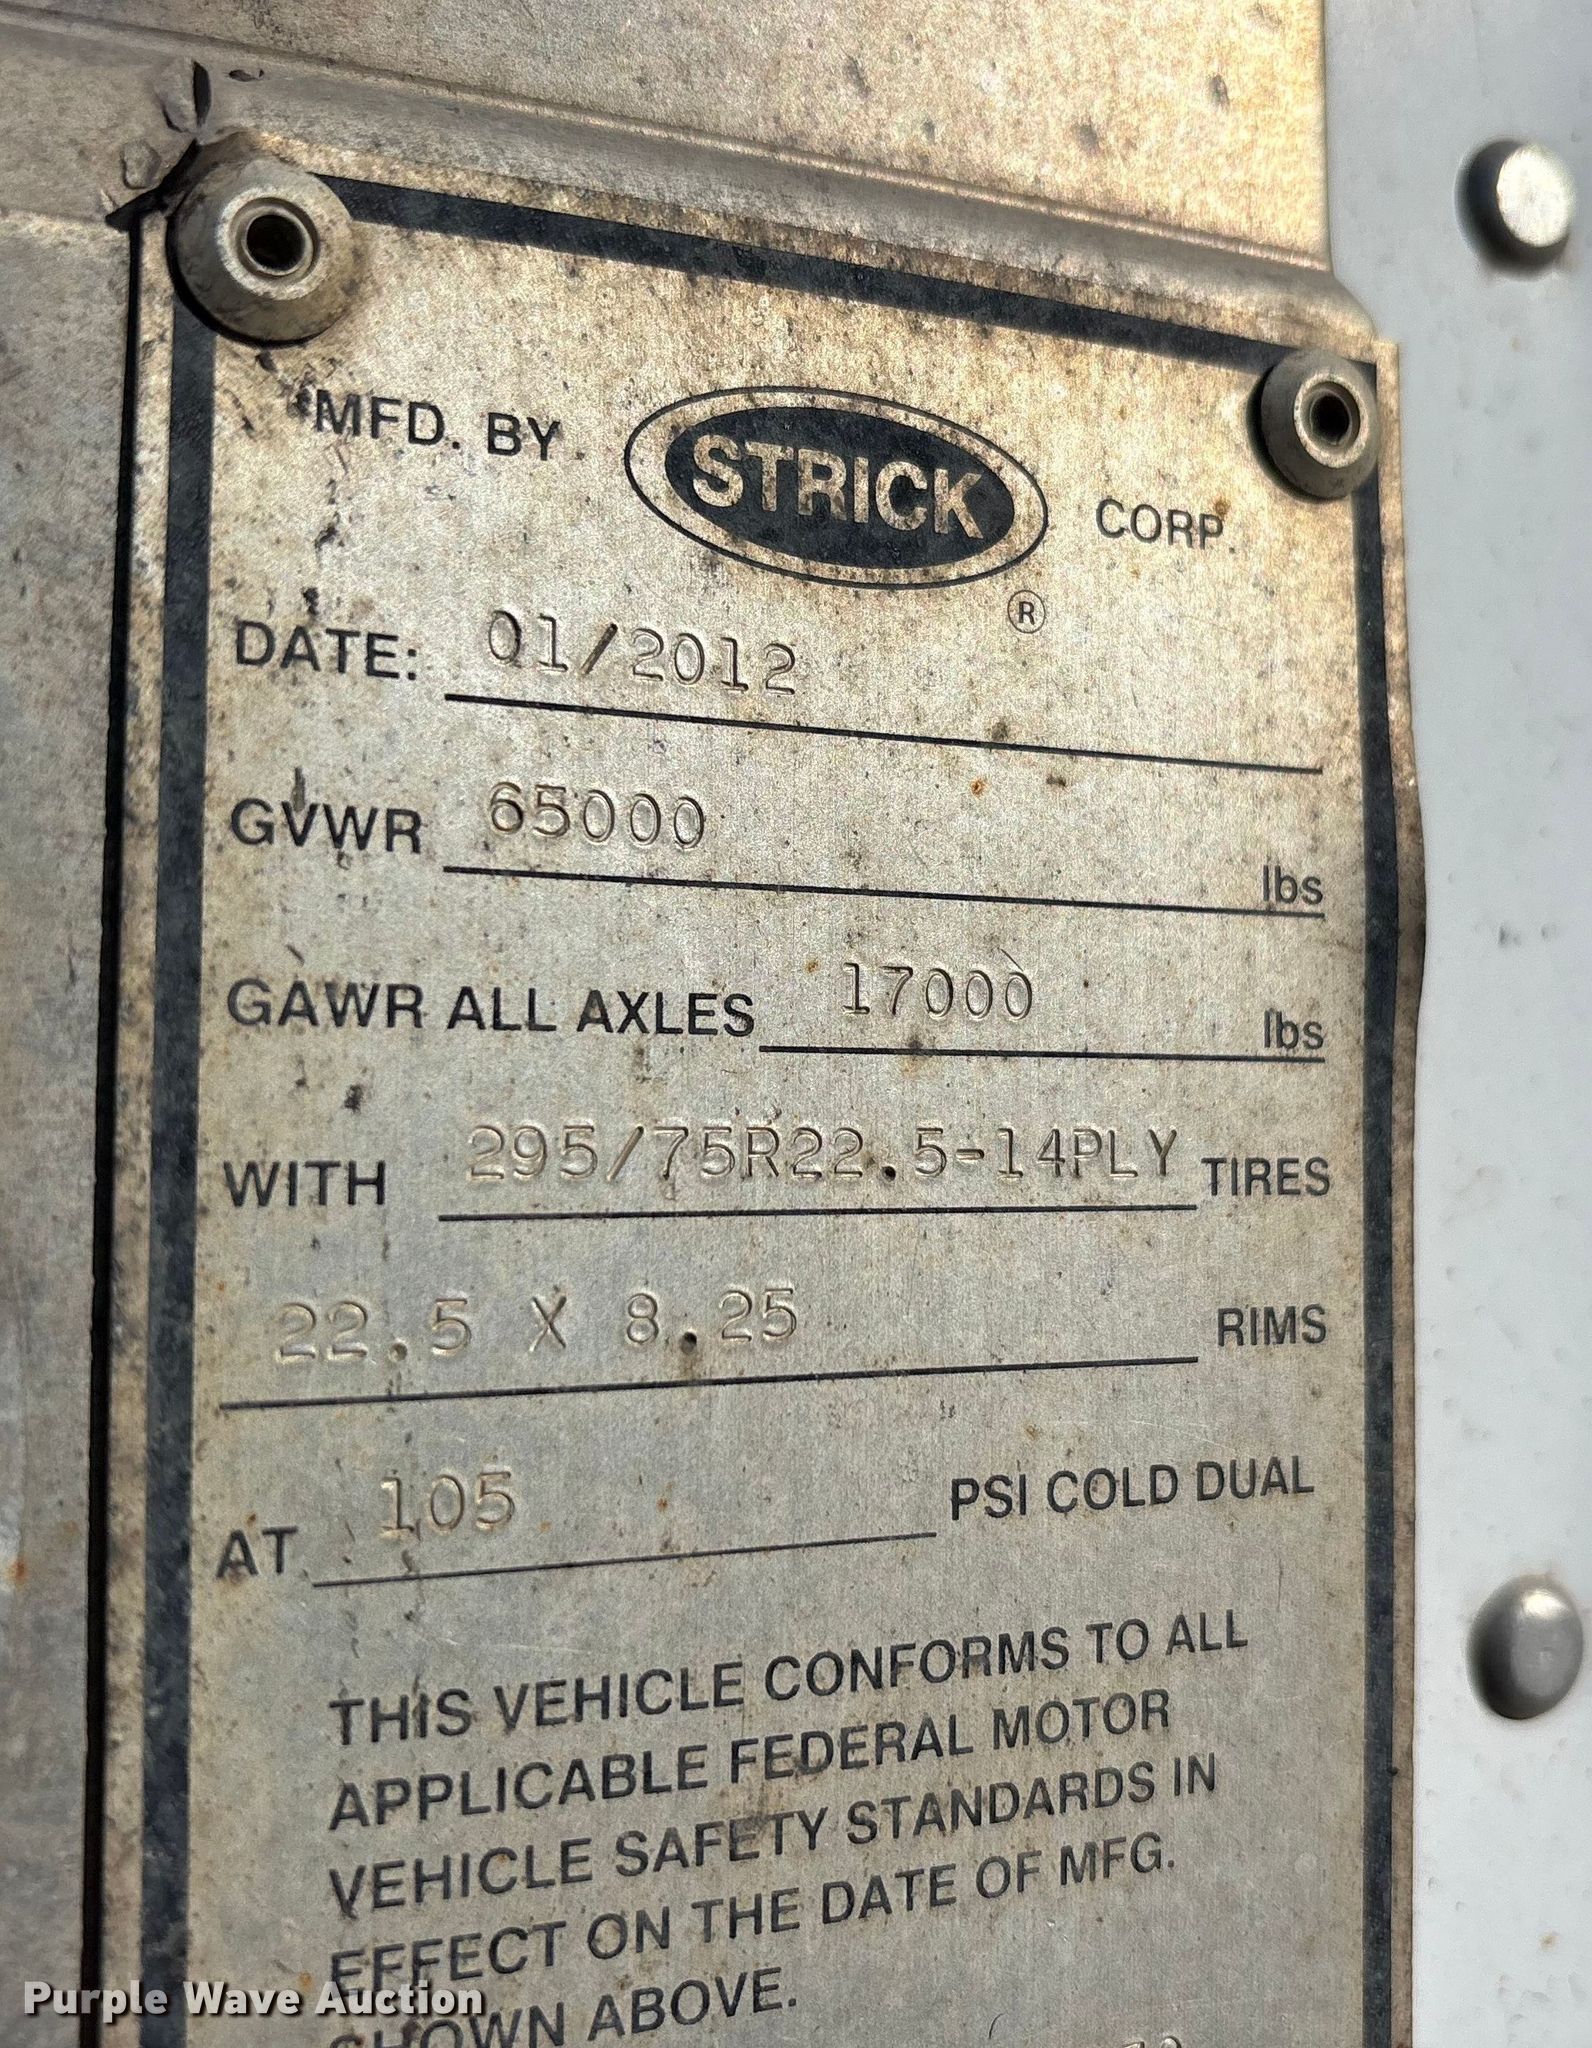 MFD. BY STRICK ® CORP.
DATE: 01/2012
GVWR 65000 lbs
GAWR ALL AXLES 17000 lbs
WITH 295/75R22.5-14PLY TIRES
22.5 X 8.25 RIMS
AT 105 PSI COLD DUAL
THIS VEHICLE CONFORMS TO ALL
APPLICABLE FEDERAL MOTOR
VEHICLE SAFETY STANDARDS IN
EFFECT ON THE DATE OF MFG.
SHOWN ABOVE.
Purple Wave Auction